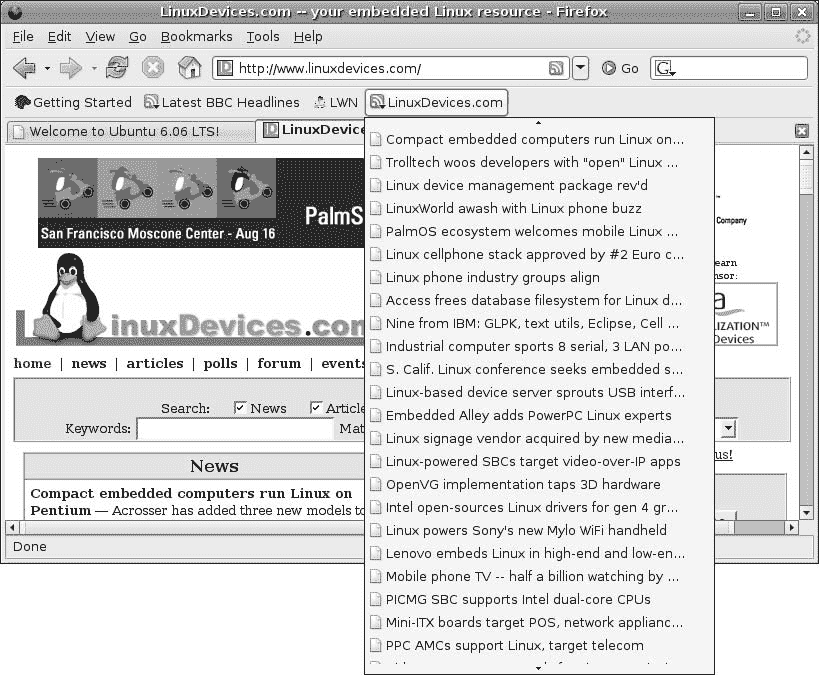 LinuxDevices.com -- your embedded Linux resource - Firefox
File Edit View Go Bookmarks Tools Help
http://www.linuxdevices.com/ Go G
Getting Started Latest BBC Headlines LWN LinuxDevices.com
Welcome to Ubuntu 6.06 LTS! LinuxDevice
Compact embedded computers run Linux on...
Trolltech woos developers with "open" Linux ...
Linux device management package rev'd
LinuxWorld awash with Linux phone buzz
PalmOS ecosystem welcomes mobile Linux ...
Linux cellphone stack approved by #2 Euro c...
Linux phone industry groups align
Access frees database filesystem for Linux d...
Nine from IBM: GLPK, text utils, Eclipse, Cell ...
Industrial computer sports 8 serial, 3 LAN po...
S. Calif. Linux conference seeks embedded s...
Linux-based device server sprouts USB interf...
Embedded Alley adds PowerPC Linux experts
Linux signage vendor acquired by new media...
Linux-powered SBCs target video-over-IP apps
OpenVG implementation taps 3D hardware
Intel open-sources Linux drivers for gen 4 gr...
Linux powers Sony's new Mylo WiFi handheld
Lenovo embeds Linux in high-end and low-en...
Mobile phone TV -- half a billion watching by ...
PICMG SBC supports Intel dual-core CPUs
Mini-ITX boards target POS, network applianc...
PPC AMCs support Linux, target telecom
PalmS
San Francisco Moscone Center - Aug 16
Company
earn
sor:
a
LIZATION™
Devices
inuxDevices.con
home | news | articles | polls | forum | events
Search: News Article
Keywords: Mat
us!
News
Compact embedded computers run Linux on
Pentium — Acrosser has added three new models to
Done